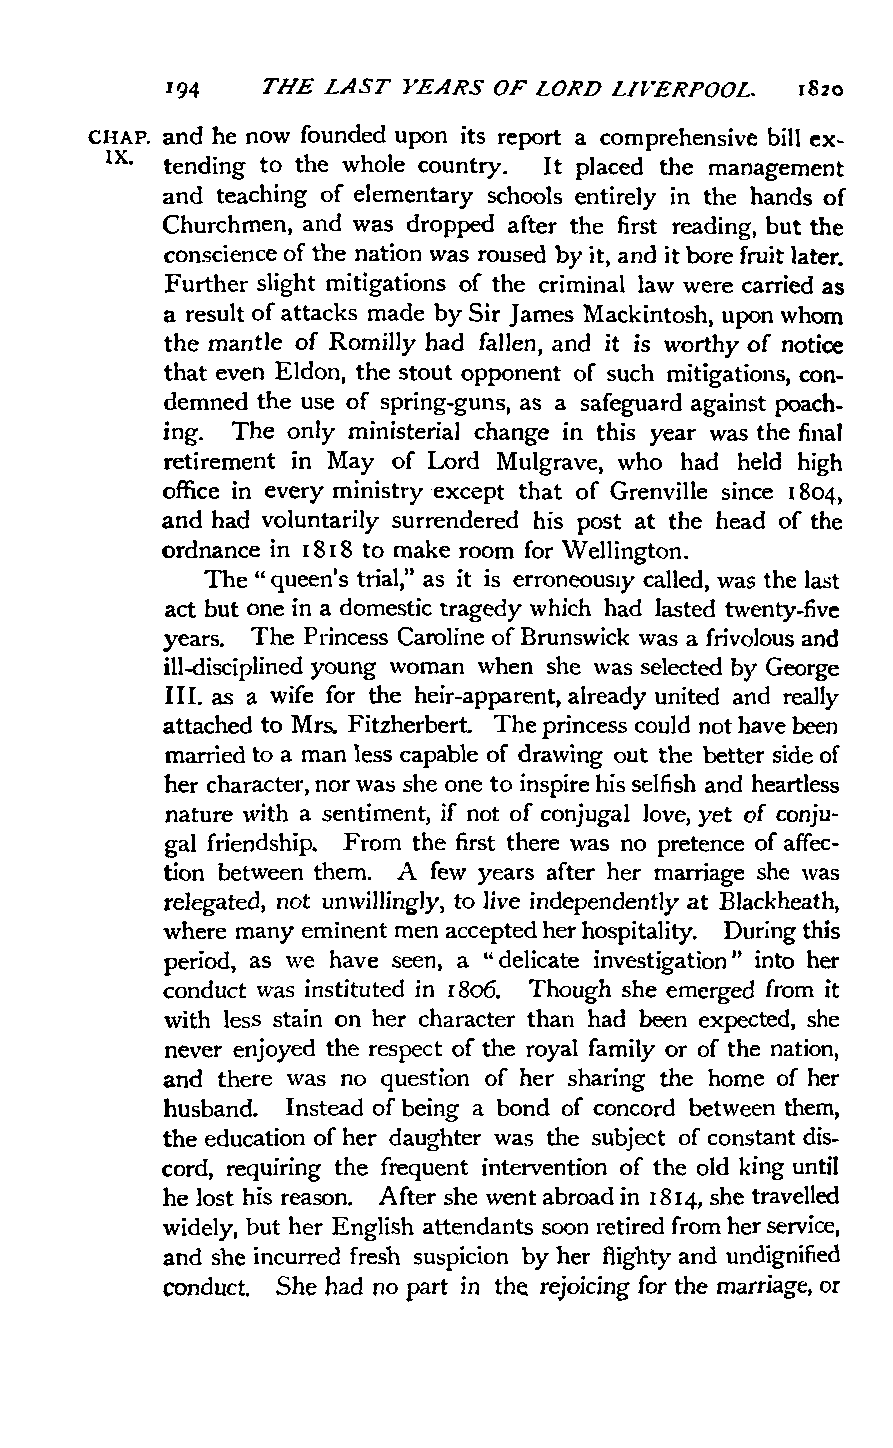 194 THE LAST YEARS OF LORD LIVERPOOL. 1820
CHAP. and he now founded upon its report a comprehensive bill ex-
IX. tending to the whole country. It placed the management
and teaching of elementary schools entirely in the hands of
Churchmen, and was dropped after the first reading, but the
conscience of the nation was roused by it, and it bore fruit later.
Further slight mitigations of the criminal law were carried as
a result of attacks made by Sir James Mackintosh, upon whom
the mantle of Romilly had fallen, and it is worthy of notice
that even Eldon, the stout opponent of such mitigations, con-
demned the use of spring-guns, as a safeguard against poach-
ing. The only ministerial change in this year was the final
retirement in May of Lord Mulgrave, who had held high
office in every ministry except that of Grenville since 1804,
and had voluntarily surrendered his post at the head of the
ordnance in 1818 to make room for Wellington.
The "queen's trial," as it is erroneously called, was the last
act but one in a domestic tragedy which had lasted twenty-five
years. The Princess Caroline of Brunswick was a frivolous and
ill-disciplined young woman when she was selected by George
III. as a wife for the heir-apparent, already united and really
attached to Mrs. Fitzherbert. The princess could not have been
married to a man less capable of drawing out the better side of
her character, nor was she one to inspire his selfish and heartless
nature with a sentiment, if not of conjugal love, yet of conju-
gal friendship. From the first there was no pretence of affec-
tion between them. A few years after her marriage she was
relegated, not unwillingly, to live independently at Blackheath,
where many eminent men accepted her hospitality. During this
period, as we have seen, a "delicate investigation" into her
conduct was instituted in 1806. Though she emerged from it
with less stain on her character than had been expected, she
never enjoyed the respect of the royal family or of the nation,
and there was no question of her sharing the home of her
husband. Instead of being a bond of concord between them,
the education of her daughter was the subject of constant dis-
cord, requiring the frequent intervention of the old king until
he lost his reason. After she went abroad in 1814, she travelled
widely, but her English attendants soon retired from her service,
and she incurred fresh suspicion by her flighty and undignified
conduct. She had no part in the rejoicing for the marriage, or